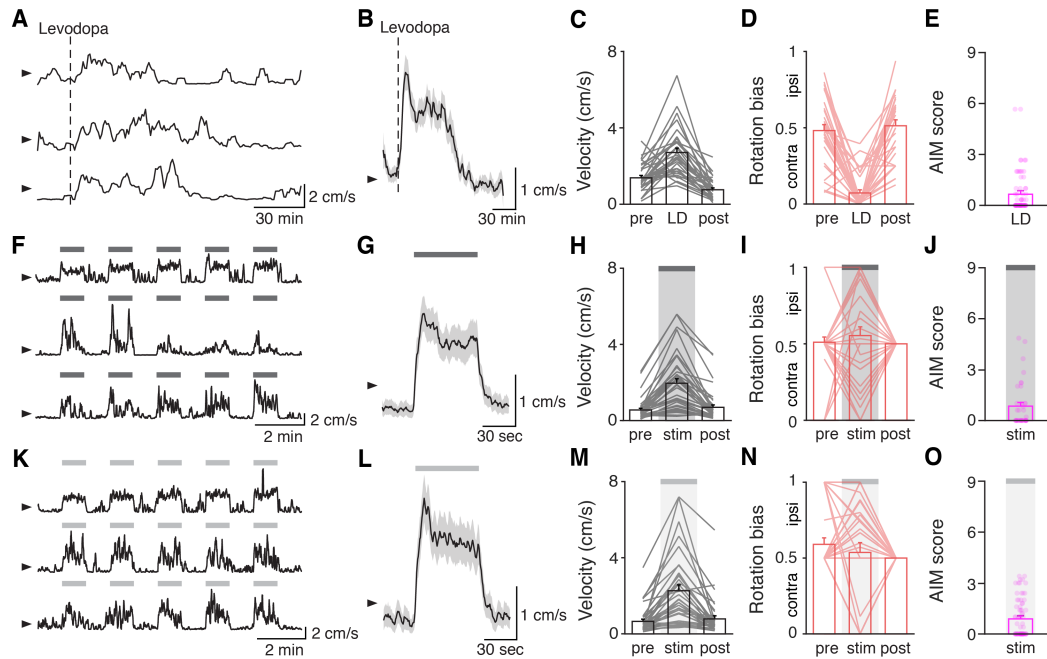 A
Levodopa
2 cm/s
30 min
B
Levodopa
1 cm/s
30 min
C
Velocity (cm/s)
8
4
0
pre LD post
D
Rotation bias
contra ipsi
1
0.5
0
pre LD post
E
AIM score
9
6
3
0
LD
F
2 cm/s
2 min
G
1 cm/s
30 sec
H
Velocity (cm/s)
8
4
0
pre stim post
I
Rotation bias
contra ipsi
1
0.5
0
pre stim post
J
AIM score
9
6
3
0
stim
K
2 cm/s
2 min
L
1 cm/s
30 sec
M
Velocity (cm/s)
8
4
0
pre stim post
N
Rotation bias
contra ipsi
1
0.5
0
pre stim post
O
AIM score
9
6
3
0
stim